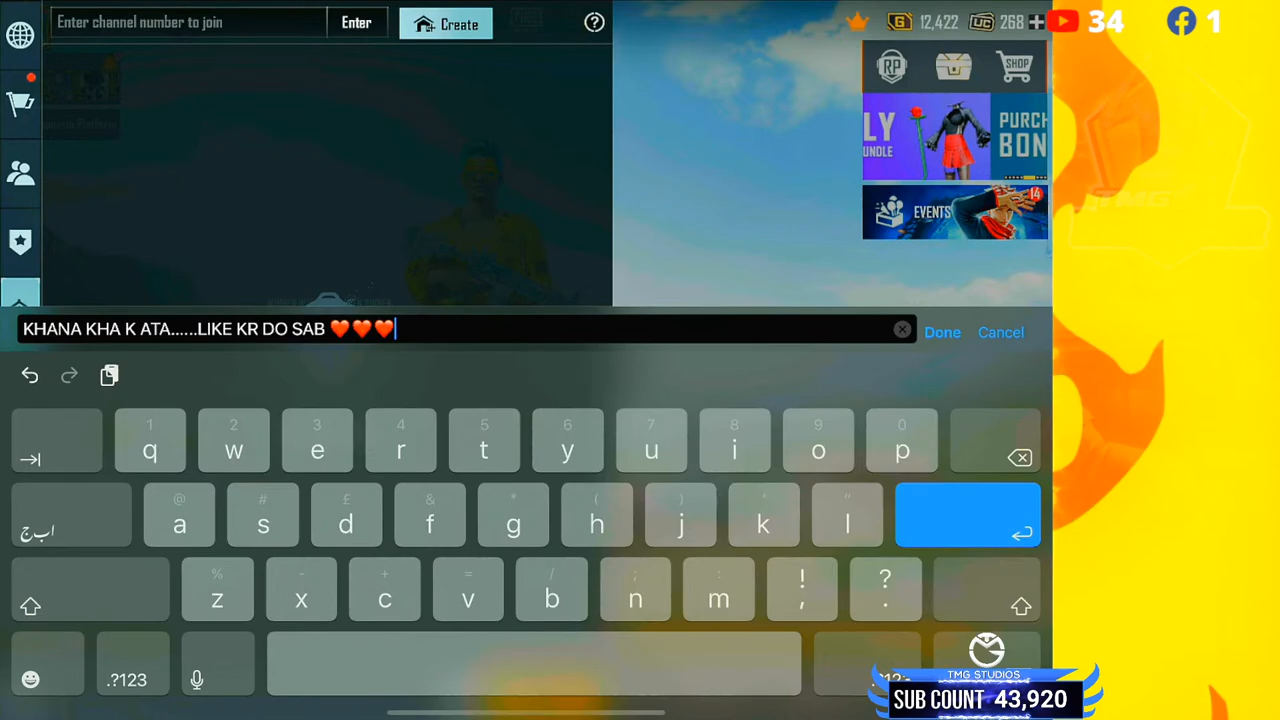 Enter channel number to join
Enter
Create
?
G 12,422
UC 268
34
1
RP
SHOP
LY
UNDLE
PURCH
BON
14
EVENTS
KHANA KHA K ATA......LIKE KR DO SAB ❤️❤️❤️
Done
Cancel
1 2 3 4 5 6 7 8 9 0
q w e r t y u i o p
@ # £ & * ( ) ' "
ا ب ج
a s d f g h j k l
% - + = / ; : ! ?
z x c v b n m , .
.?123
TMG STUDIOS
SUB COUNT 43,920
TMG